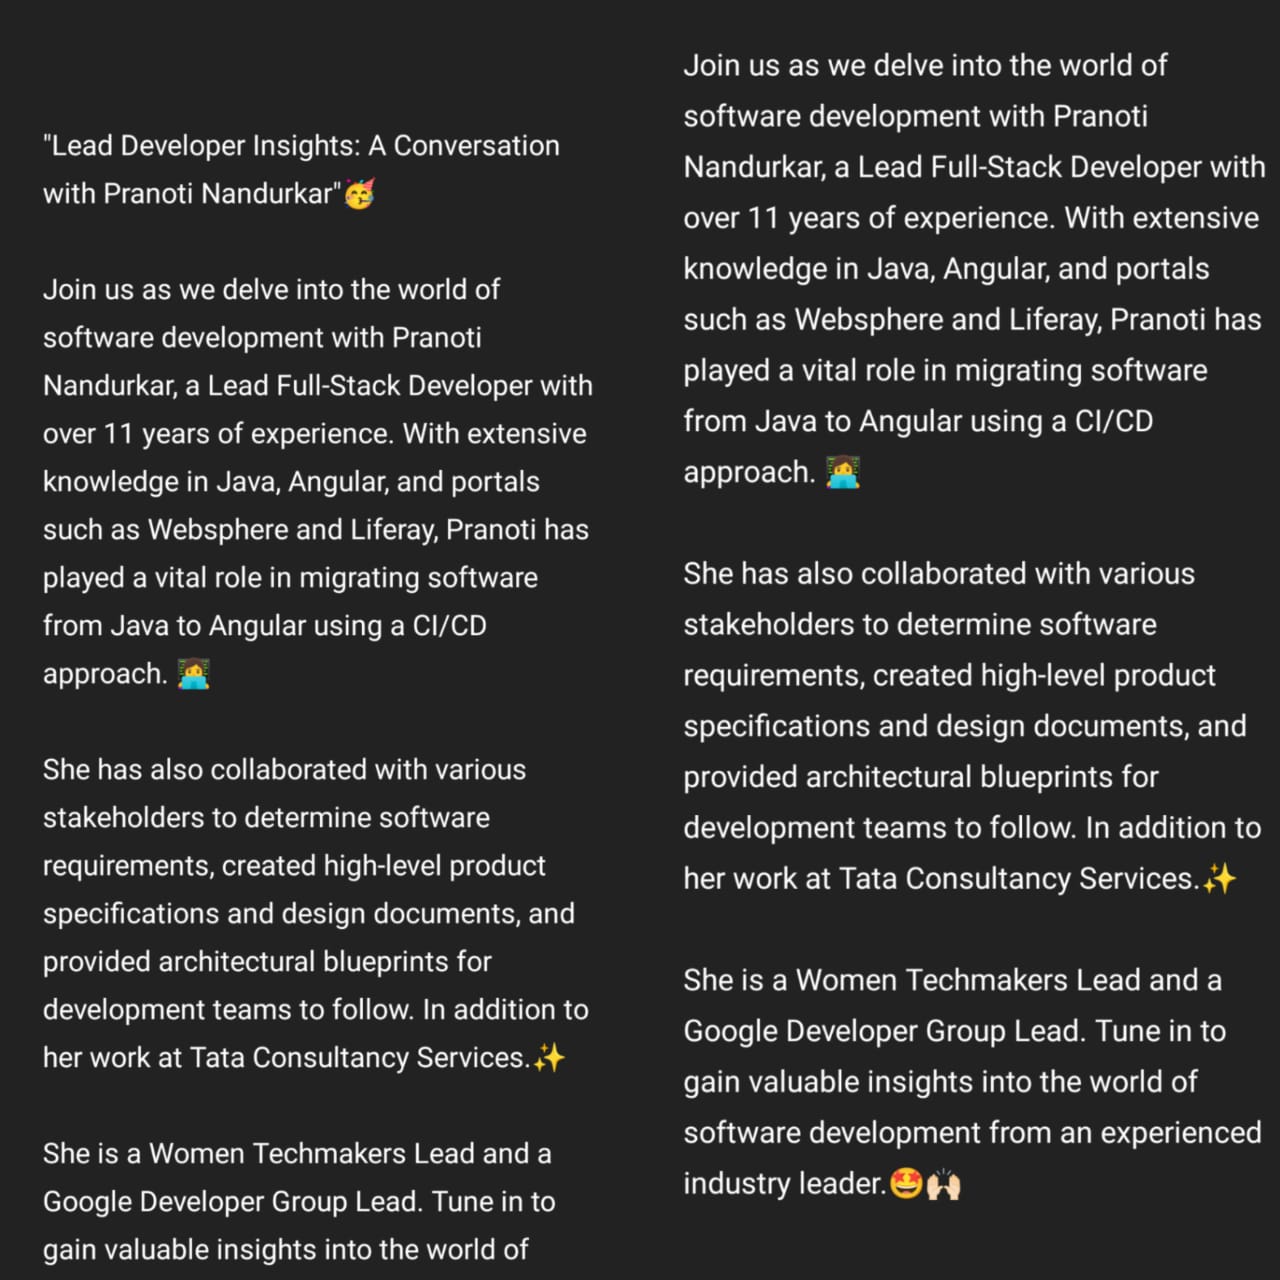 "Lead Developer Insights: A Conversation
with Pranoti Nandurkar"🥳
Join us as we delve into the world of
software development with Pranoti
Nandurkar, a Lead Full-Stack Developer with
over 11 years of experience. With extensive
knowledge in Java, Angular, and portals
such as Websphere and Liferay, Pranoti has
played a vital role in migrating software
from Java to Angular using a CI/CD
approach. 👩‍💻
She has also collaborated with various
stakeholders to determine software
requirements, created high-level product
specifications and design documents, and
provided architectural blueprints for
development teams to follow. In addition to
her work at Tata Consultancy Services.✨
She is a Women Techmakers Lead and a
Google Developer Group Lead. Tune in to
gain valuable insights into the world of
Join us as we delve into the world of
software development with Pranoti
Nandurkar, a Lead Full-Stack Developer with
over 11 years of experience. With extensive
knowledge in Java, Angular, and portals
such as Websphere and Liferay, Pranoti has
played a vital role in migrating software
from Java to Angular using a CI/CD
approach. 👩‍💻
She has also collaborated with various
stakeholders to determine software
requirements, created high-level product
specifications and design documents, and
provided architectural blueprints for
development teams to follow. In addition to
her work at Tata Consultancy Services.✨
She is a Women Techmakers Lead and a
Google Developer Group Lead. Tune in to
gain valuable insights into the world of
software development from an experienced
industry leader.🤩🙌🏻